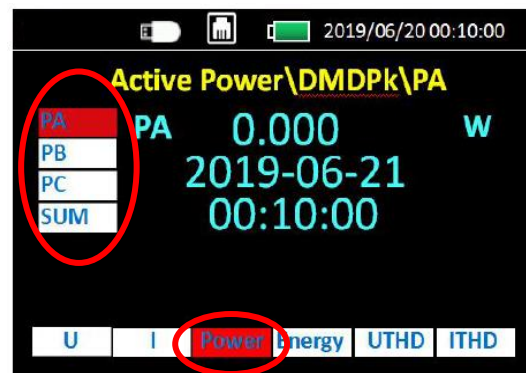 2019/06/20 00:10:00
Active Power\DMDPk\PA
PA
PB
PC
SUM
PA 0.000 W
2019-06-21
00:10:00
U I Power Energy UTHD ITHD